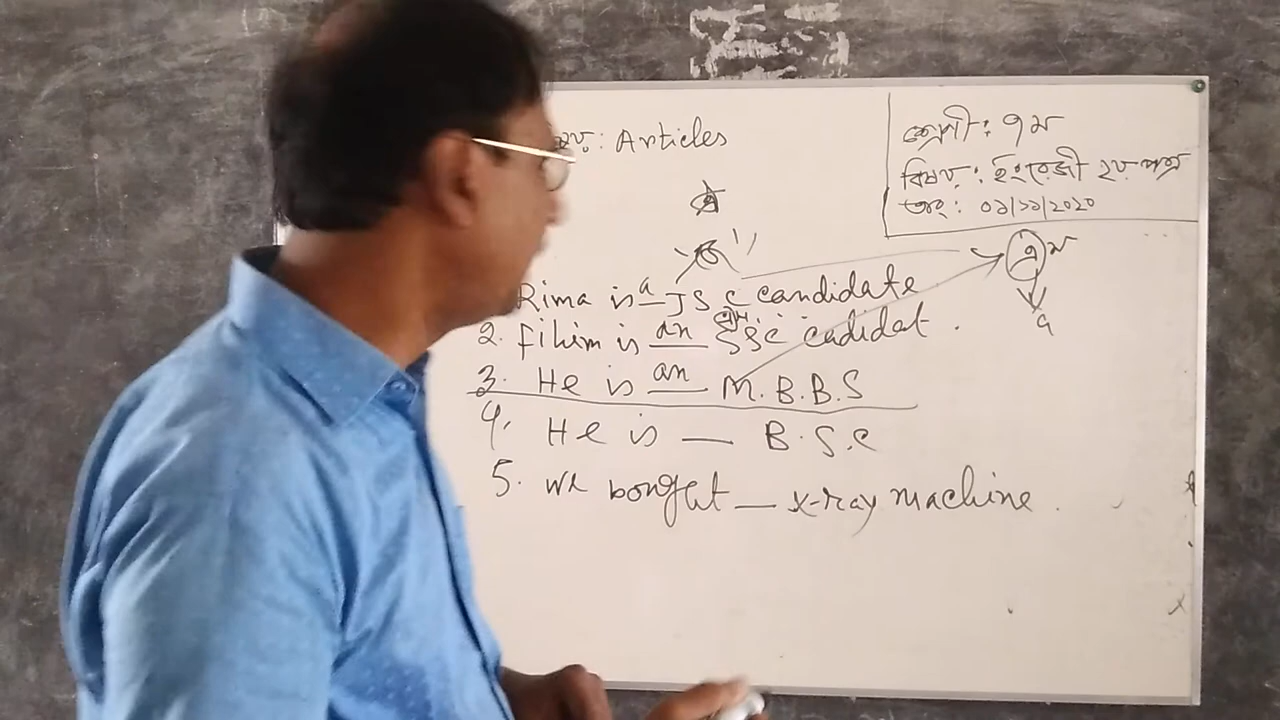 : Articles
শ্রেণী: ৭ম
বিষয়: ইংরেজী ২য় পত্র
তাং: ০১/১১/২০২০
Rima is a JSC candidate
2. fihim is an SSC cadidat.
3. He is an M.B.B.S
4. He is — B.S.C
5. we bought — x-ray machine.
a